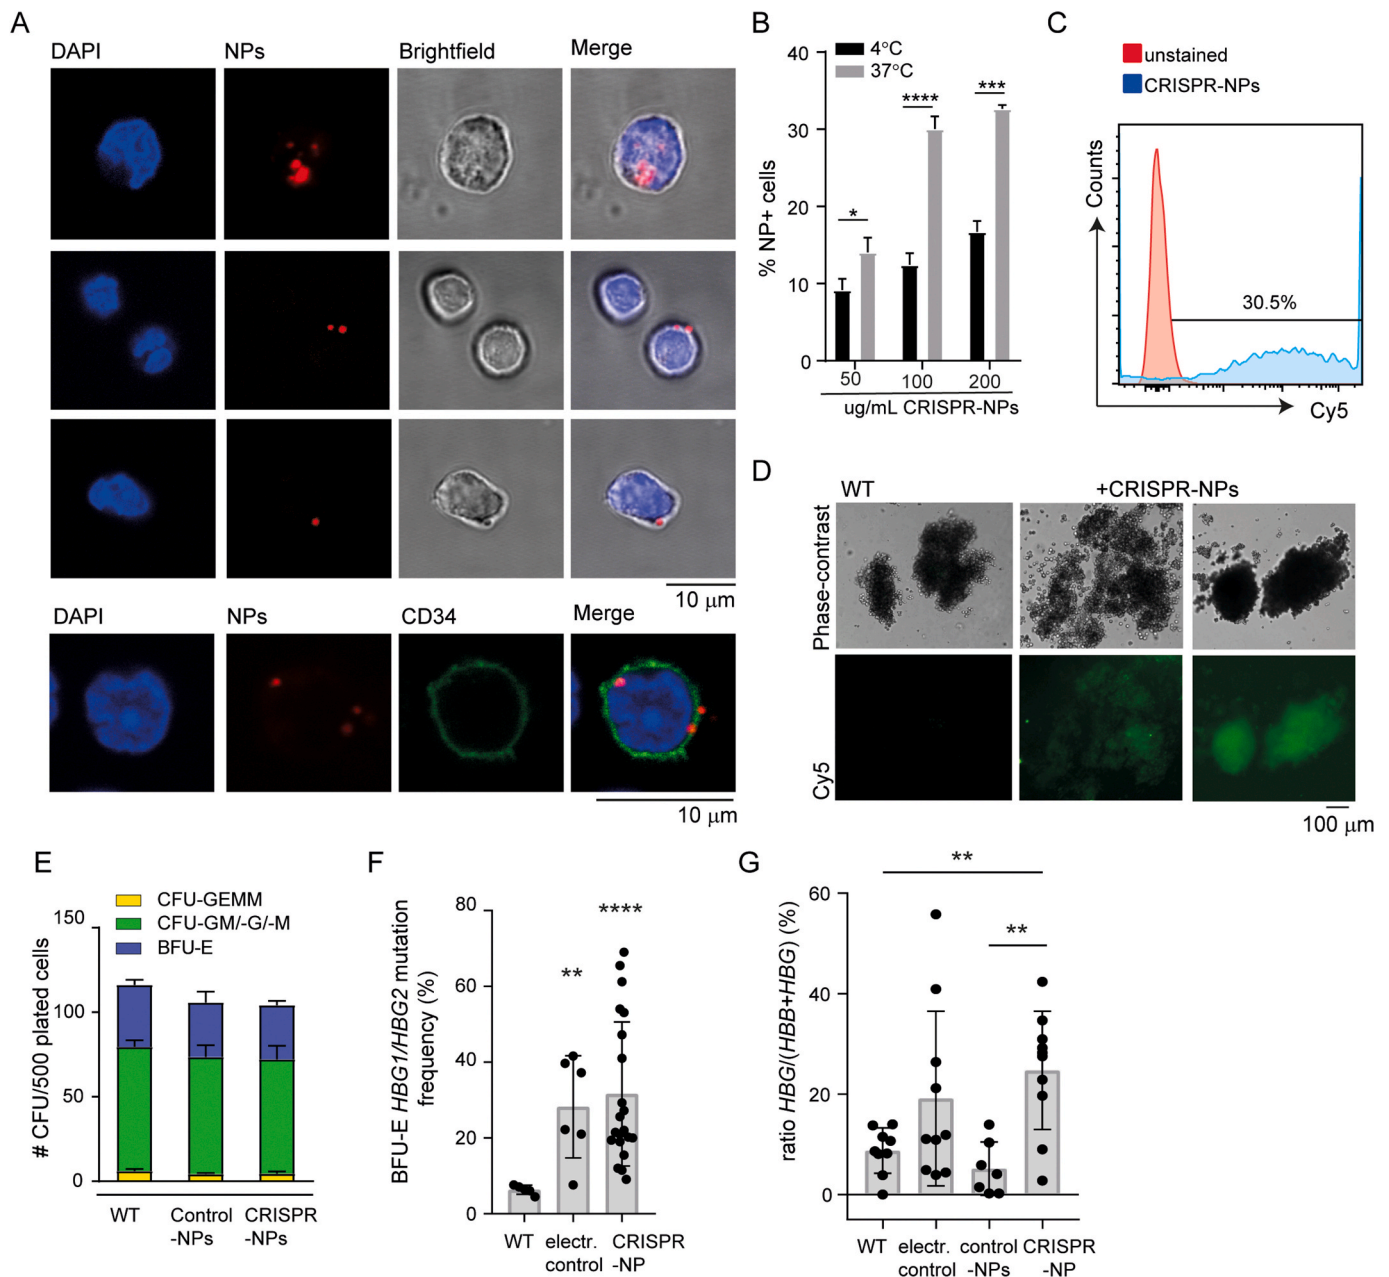 A
DAPI NPs Brightfield Merge
10 μm
DAPI NPs CD34 Merge
10 μm
B
4°C
37°C
% NP+ cells
40
30
20
10
0
* **** ***
50 100 200
ug/mL CRISPR-NPs
C
unstained
CRISPR-NPs
Counts
30.5%
Cy5
D
WT +CRISPR-NPs
Phase-contrast
Cy5
100 μm
E
CFU-GEMM
CFU-GM/-G/-M
BFU-E
# CFU/500 plated cells
150
100
50
0
WT Control -NPs CRISPR -NPs
F
BFU-E HBG1/HBG2 mutation
frequency (%)
80
60
40
20
0
** ****
WT electr. control CRISPR -NP
G
ratio HBG/(HBB+HBG) (%)
60
40
20
0
**
**
WT electr. control control -NPs CRISPR -NP